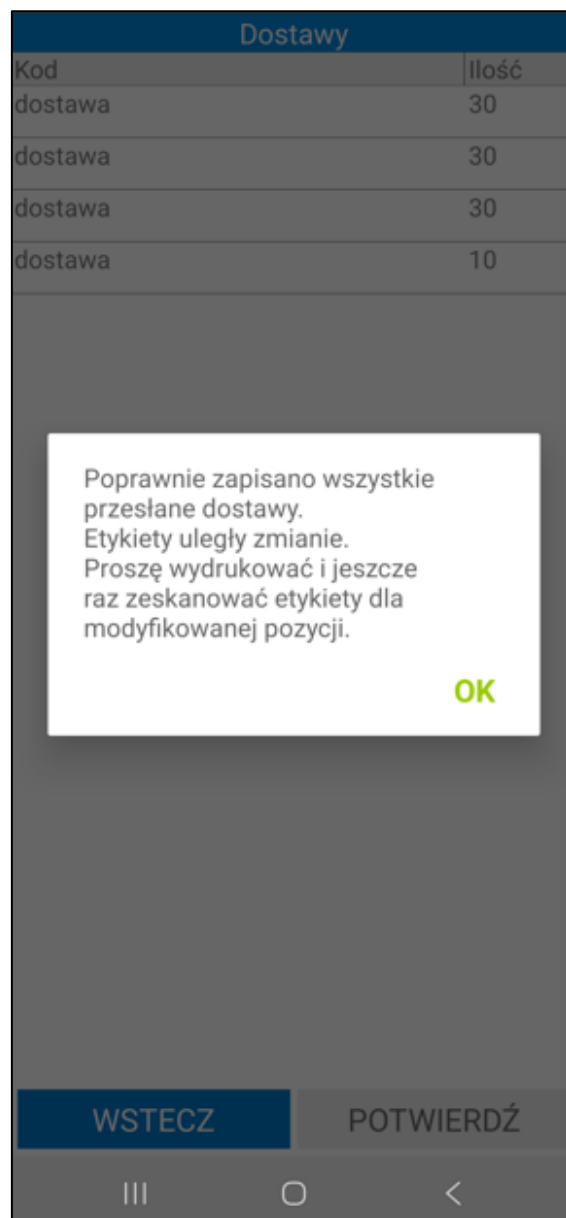 Dostawy
Kod Ilość
dostawa 30
dostawa 30
dostawa 30
dostawa 10
Poprawnie zapisano wszystkie
przesłane dostawy.
Etykiety uległy zmianie.
Proszę wydrukować i jeszcze
raz zeskanować etykiety dla
modyfikowanej pozycji.
OK
WSTECZ POTWIERDŹ